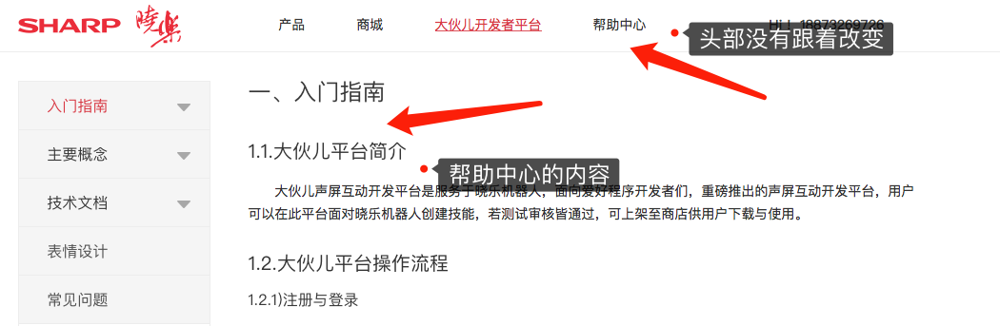 SHARP 晓樂
产品 商城 大伙儿开发者平台 帮助中心
头部没有跟着改变
入门指南
主要概念
技术文档
表情设计
常见问题
一、入门指南
1.1.大伙儿平台简介
帮助中心的内容
大伙儿声屏互动开发平台是服务于晓乐机器人，面向爱好程序开发者们，重磅推出的声屏互动开发平台，用户
可以在此平台面对晓乐机器人创建技能，若测试审核皆通过，可上架至商店供用户下载与使用。
1.2.大伙儿平台操作流程
1.2.1)注册与登录